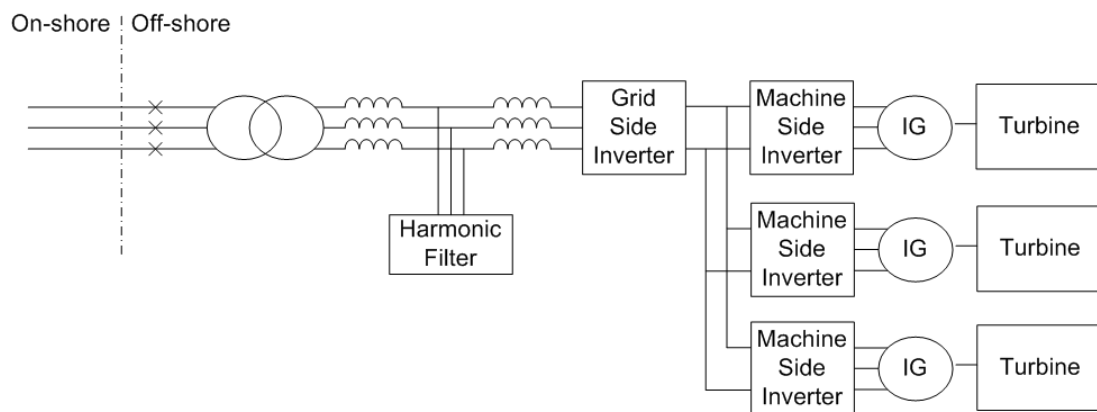 On-shore
Off-shore
Grid
Side
Inverter
Machine
Side
Inverter
IG
Turbine
Harmonic
Filter
Machine
Side
Inverter
IG
Turbine
Machine
Side
Inverter
IG
Turbine